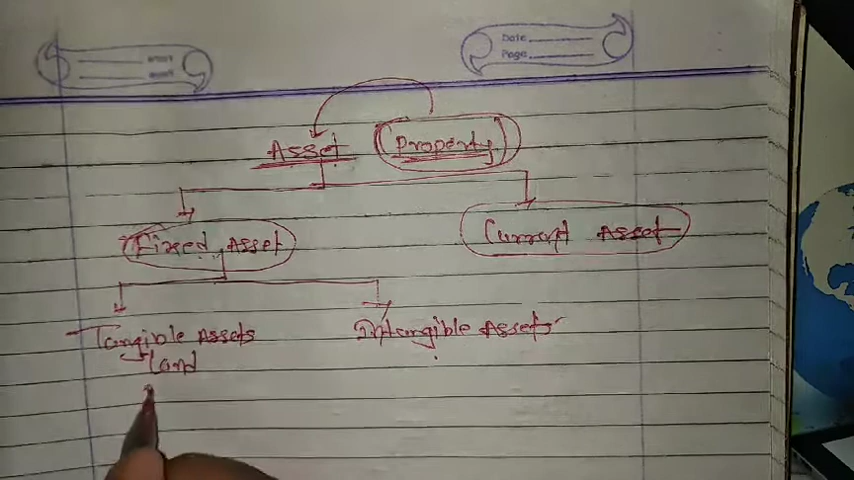 Date
Page
Asset (Property)
Fixed Asset Current Asset
Tangible Assets Intangible Assets
Land